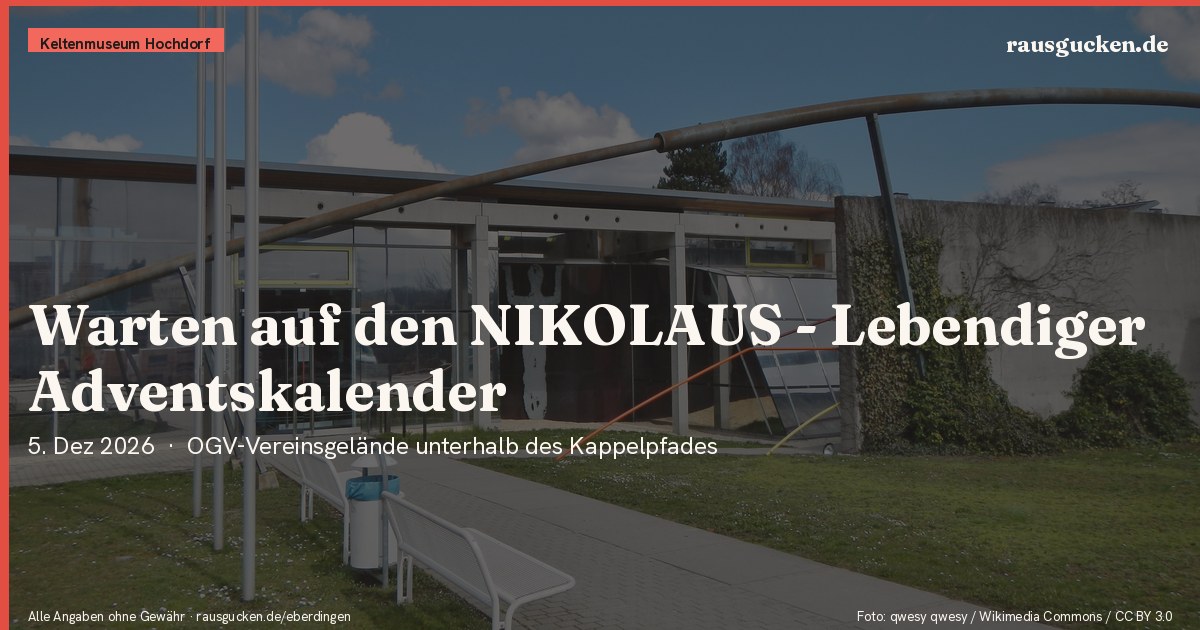 Keltenmuseum Hochdorf
rausgucken.de
Warten auf den NIKOLAUS - Lebendiger
Adventskalender
5. Dez 2026 · OGV-Vereinsgelände unterhalb des Kappelpfades
Alle Angaben ohne Gewähr · rausgucken.de/eberdingen
Foto: qwesy qwesy / Wikimedia Commons / CC BY 3.0